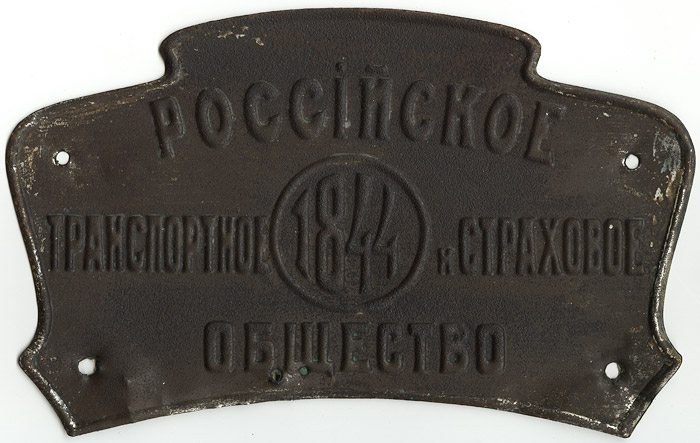 РОССІЙСКОЕ
ТРАНСПОРТНОЕ 1844 и СТРАХОВОЕ
ОБЩЕСТВО